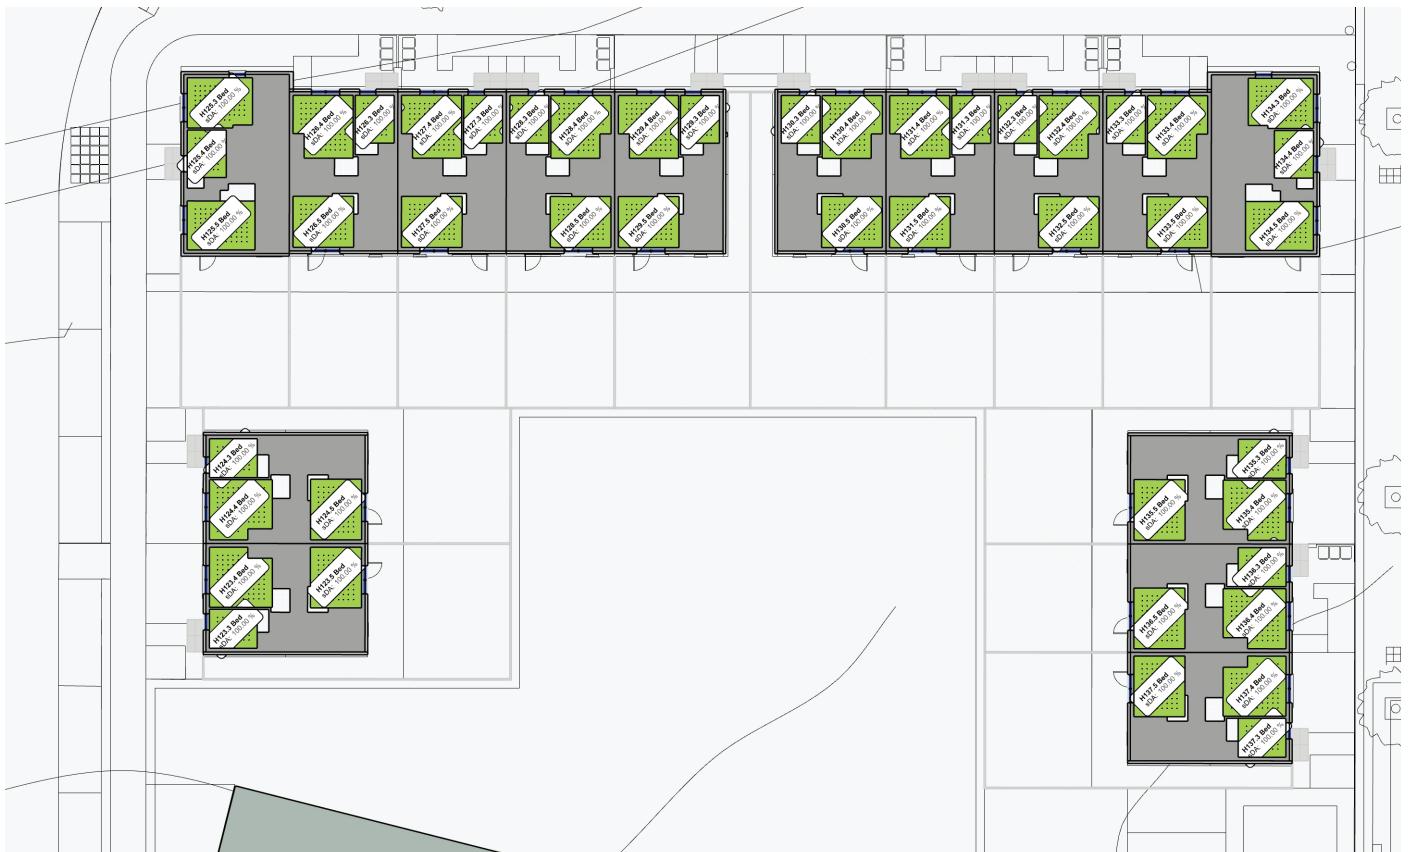 H125.3 Bed
sDA: 100.00 %
H125.4 Bed
sDA: 100.00 %
H125.5 Bed
sDA: 100.00 %
H126.4 Bed
sDA: 100.00 %
H126.3 Bed
sDA: 100.00 %
H126.5 Bed
sDA: 100.00 %
H127.4 Bed
sDA: 100.00 %
H127.3 Bed
sDA: 100.00 %
H127.5 Bed
sDA: 100.00 %
H128.3 Bed
sDA: 100.00 %
H128.4 Bed
sDA: 100.00 %
H128.5 Bed
sDA: 100.00 %
H129.4 Bed
sDA: 100.00 %
H129.3 Bed
sDA: 100.00 %
H129.5 Bed
sDA: 100.00 %
H130.3 Bed
sDA: 100.00 %
H130.4 Bed
sDA: 100.00 %
H130.5 Bed
sDA: 100.00 %
H131.4 Bed
sDA: 100.00 %
H131.3 Bed
sDA: 100.00 %
H131.5 Bed
sDA: 100.00 %
H132.3 Bed
sDA: 100.00 %
H132.4 Bed
sDA: 100.00 %
H132.5 Bed
sDA: 100.00 %
H133.3 Bed
sDA: 100.00 %
H133.4 Bed
sDA: 100.00 %
H133.5 Bed
sDA: 100.00 %
H134.3 Bed
sDA: 100.00 %
H134.4 Bed
sDA: 100.00 %
H134.5 Bed
sDA: 100.00 %
H124.3 Bed
sDA: 100.00 %
H124.4 Bed
sDA: 100.00 %
H124.5 Bed
sDA: 100.00 %
H123.4 Bed
sDA: 100.00 %
H123.5 Bed
sDA: 100.00 %
H123.3 Bed
sDA: 100.00 %
H135.3 Bed
sDA: 100.00 %
H135.5 Bed
sDA: 100.00 %
H135.4 Bed
sDA: 100.00 %
H136.3 Bed
sDA: 100.00 %
H136.5 Bed
sDA: 100.00 %
H136.4 Bed
sDA: 100.00 %
H137.5 Bed
sDA: 100.00 %
H137.4 Bed
sDA: 100.00 %
H137.3 Bed
sDA: 100.00 %